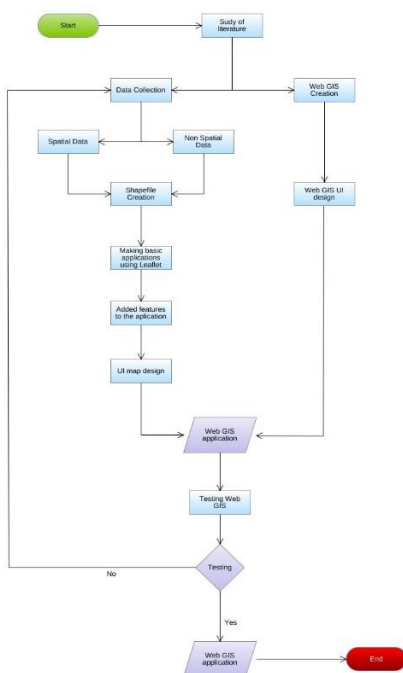 Start
Sudy of
literature
Data Collection
Web GIS
Creation
Spatial Data
Non Spatial
Data
Shapefile
Creation
Web GIS UI
design
Making basic
applications
using Leaflet
Added features
to the aplication
UI map design
Web GIS
application
Testing Web
GIS
Testing
No
Yes
Web GIS
application
End